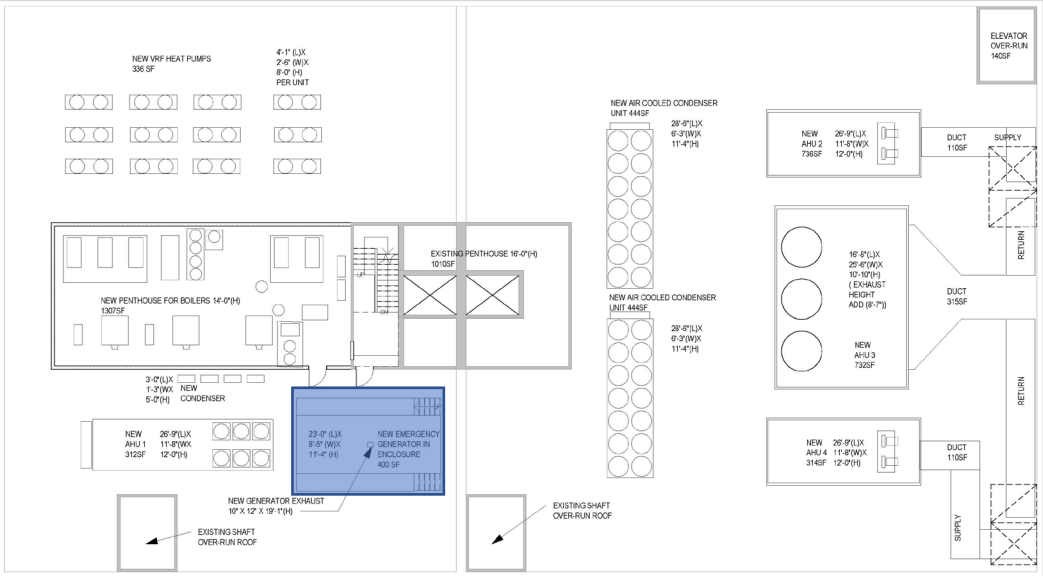 NEW VRF HEAT PUMPS
336 SF
4'-1" (L)X
2'-6" (W)X
8'-0" (H)
PER UNIT
ELEVATOR
OVER-RUN
140SF
NEW AIR COOLED CONDENSER
UNIT 444SF
28'-6"(L)X
6'-3"(W)X
11'-4"(H)
NEW
AHU 2
736SF
26'-9"(L)X
11'-8"(W)X
12'-0"(H)
DUCT
110SF
SUPPLY
EXISTING PENTHOUSE 16'-0"(H)
1010SF
UP
DN
NEW PENTHOUSE FOR BOILERS 14'-0"(H)
1307SF
NEW AIR COOLED CONDENSER
UNIT 444SF
28'-6"(L)X
6'-3"(W)X
11'-4"(H)
16'-8"(L)X
25'-6"(W)X
10'-10"(H)
( EXHAUST
HEIGHT
ADD (8'-7"))
NEW
AHU 3
732SF
RETURN
DUCT
315SF
RETURN
3'-0"(L)X
1'-3"(WX
5'-0"(H)
NEW
CONDENSER
NEW
AHU 1
312SF
26'-9"(L)X
11'-8"(WX
12'-0"(H)
23'-0" (L)X
8'-5" (W)X
11'-4" (H)
NEW EMERGENCY
GENERATOR IN
ENCLOSURE
400 SF
NEW
AHU 4
314SF
26'-9"(L)X
11'-8"(W)X
12'-0"(H)
DUCT
110SF
SUPPLY
NEW GENERATOR EXHAUST
10" X 12" X 19'-1"(H)
EXISTING SHAFT
OVER-RUN ROOF
EXISTING SHAFT
OVER-RUN ROOF